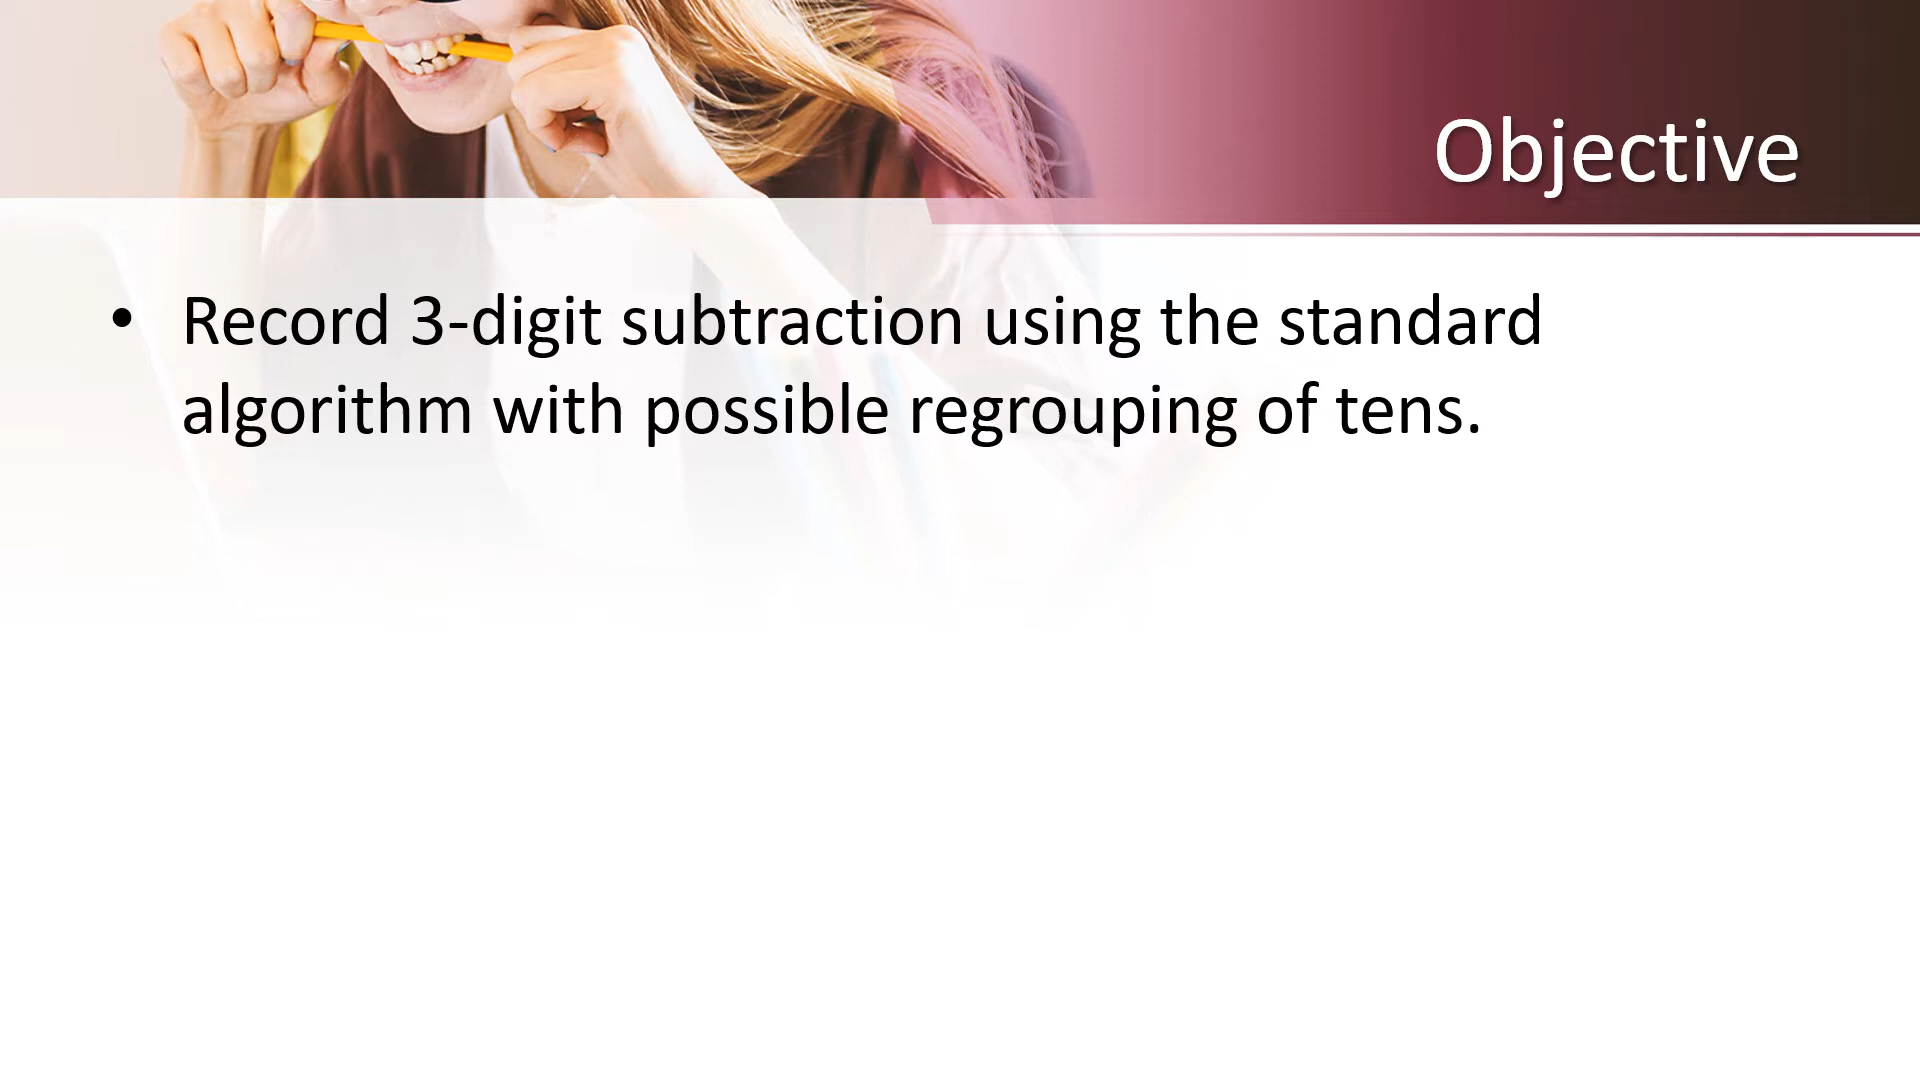 Objective
• Record 3-digit subtraction using the standard
algorithm with possible regrouping of tens.